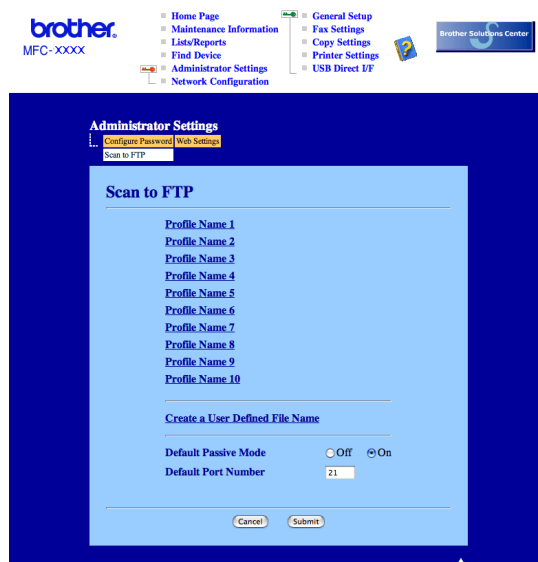 brother.
MFC-XXXX
Home Page
Maintenance Information
Lists/Reports
Find Device
Administrator Settings
Network Configuration
General Setup
Fax Settings
Copy Settings
Printer Settings
USB Direct I/F
?
Brother Solutions Center
Administrator Settings
Configure Password Web Settings
Scan to FTP
Scan to FTP
Profile Name 1
Profile Name 2
Profile Name 3
Profile Name 4
Profile Name 5
Profile Name 6
Profile Name 7
Profile Name 8
Profile Name 9
Profile Name 10
Create a User Defined File Name
Default Passive Mode Off On
Default Port Number 21
Cancel Submit